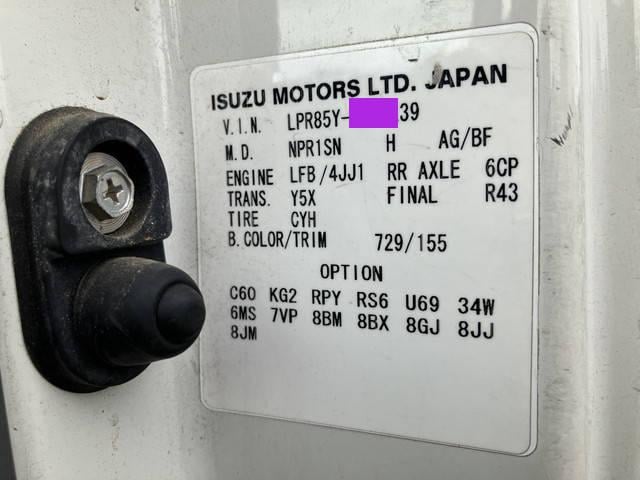 ISUZU MOTORS LTD. JAPAN
V.I.N. LPR85Y- 39
M.D. NPR1SN H AG/BF
ENGINE LFB/4JJ1 RR AXLE 6CP
TRANS. Y5X FINAL R43
TIRE CYH
B.COLOR/TRIM 729/155
OPTION
C60 KG2 RPY RS6 U69 34W
6MS 7VP 8BM 8BX 8GJ 8JJ
8JM